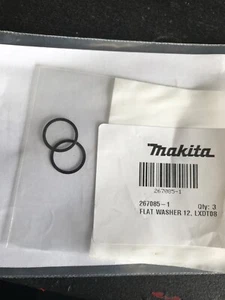 makita
267085-1
267085-1 Qty: 3
FLAT WASHER 12, LXDT08